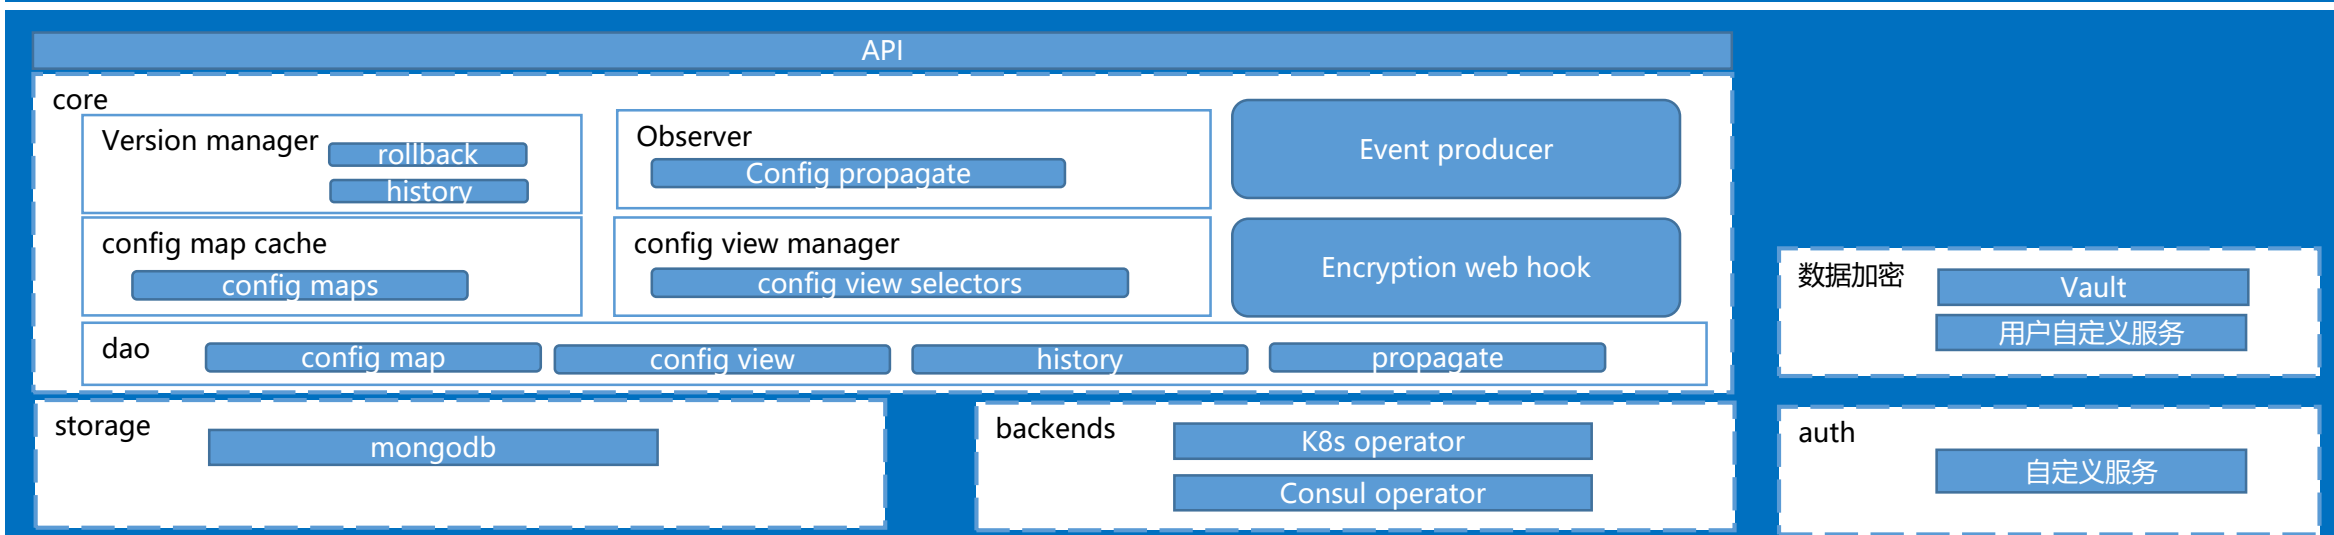 API
core
Version manager
rollback
history
Observer
Config propagate
Event producer
config map cache
config maps
config view manager
config view selectors
Encryption web hook
dao
config map
config view
history
propagate
storage
mongodb
backends
K8s operator
Consul operator
数据加密
Vault
用户自定义服务
auth
自定义服务